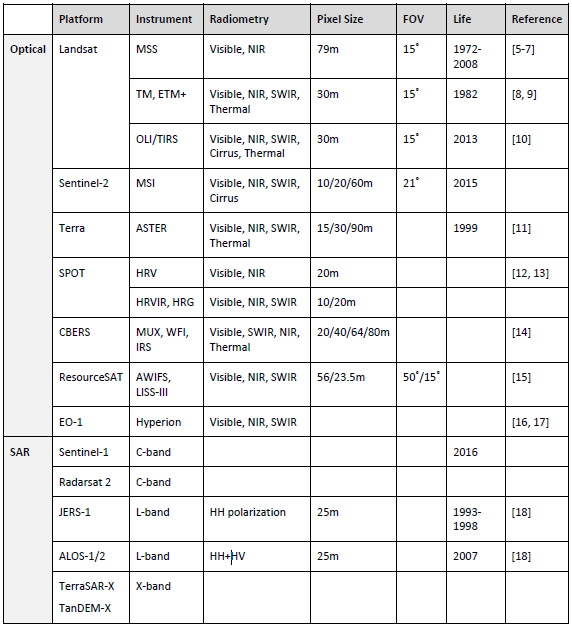 Platform Instrument Radiometry Pixel Size FOV Life Reference
Optical Landsat MSS Visible, NIR 79m 15˚ 1972- [5-7]
2008
TM, ETM+ Visible, NIR, SWIR, 30m 15˚ 1982 [8, 9]
Thermal
OLI/TIRS Visible, NIR, SWIR, 30m 15˚ 2013 [10]
Cirrus, Thermal
Sentinel-2 MSI Visible, NIR, SWIR, 10/20/60m 21˚ 2015
Cirrus
Terra ASTER Visible, NIR, SWIR, 15/30/90m 1999 [11]
Thermal
SPOT HRV Visible, NIR 20m [12, 13]
HRVIR, HRG Visible, NIR, SWIR 10/20m
CBERS MUX, WFI, Visible, SWIR, NIR, 20/40/64/80m [14]
IRS Thermal
ResourceSAT AWIFS, Visible, NIR, SWIR 56/23.5m 50˚/15˚ [15]
LISS-III
EO-1 Hyperion Visible, NIR, SWIR [16, 17]
SAR Sentinel-1 C-band 2016
Radarsat 2 C-band
JERS-1 L-band HH polarization 25m 1993- [18]
1998
ALOS-1/2 L-band HH+HV 25m 2007 [18]
TerraSAR-X X-band
TanDEM-X